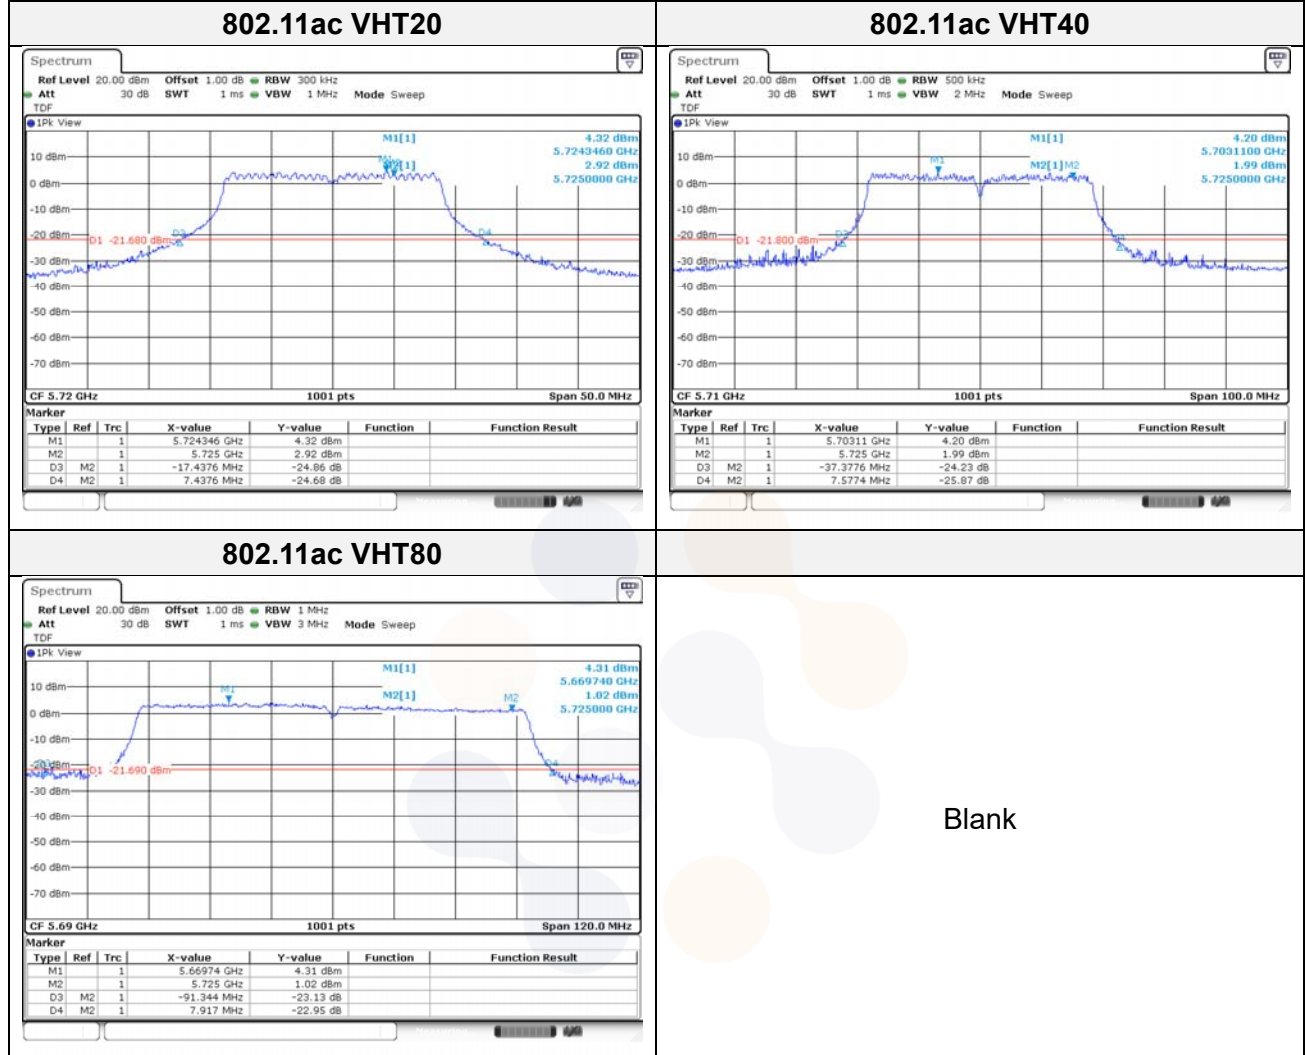 802.11ac VHT20
802.11ac VHT40
Spectrum
Ref Level 20.00 dBm Offset 1.00 dB RBW 300 kHz
Att 30 dB SWT 1 ms VBW 1 MHz Mode Sweep
TDF
1Pk View
M1[1] 4.32 dBm
5.7243460 GHz
M2[1] 2.92 dBm
5.7250000 GHz
10 dBm
0 dBm
-10 dBm
-20 dBm
D1 -21.680 dBm
D3
D4
-30 dBm
-40 dBm
-50 dBm
-60 dBm
-70 dBm
CF 5.72 GHz 1001 pts Span 50.0 MHz
Marker
Type Ref Trc X-value Y-value Function Function Result
M1 1 5.724346 GHz 4.32 dBm
M2 1 5.725 GHz 2.92 dBm
D3 M2 1 -17.4376 MHz -24.86 dB
D4 M2 1 7.4376 MHz -24.68 dB
Spectrum
Ref Level 20.00 dBm Offset 1.00 dB RBW 500 kHz
Att 30 dB SWT 1 ms VBW 2 MHz Mode Sweep
TDF
1Pk View
M1[1] 4.20 dBm
5.7031100 GHz
M2[1] 1.99 dBm
5.7250000 GHz
M1
M2
10 dBm
0 dBm
-10 dBm
-20 dBm
D1 -21.800 dBm
-30 dBm
-40 dBm
-50 dBm
-60 dBm
-70 dBm
CF 5.71 GHz 1001 pts Span 100.0 MHz
Marker
Type Ref Trc X-value Y-value Function Function Result
M1 1 5.70311 GHz 4.20 dBm
M2 1 5.725 GHz 1.99 dBm
D3 M2 1 -37.3776 MHz -24.23 dB
D4 M2 1 7.5774 MHz -25.87 dB
802.11ac VHT80
Spectrum
Ref Level 20.00 dBm Offset 1.00 dB RBW 1 MHz
Att 30 dB SWT 1 ms VBW 3 MHz Mode Sweep
TDF
1Pk View
M1[1] 4.31 dBm
5.669740 GHz
M2[1] 1.02 dBm
5.725000 GHz
M1
M2
10 dBm
0 dBm
-10 dBm
-20 dBm
D1 -21.690 dBm
D4
-30 dBm
-40 dBm
-50 dBm
-60 dBm
-70 dBm
CF 5.69 GHz 1001 pts Span 120.0 MHz
Marker
Type Ref Trc X-value Y-value Function Function Result
M1 1 5.66974 GHz 4.31 dBm
M2 1 5.725 GHz 1.02 dBm
D3 M2 1 -91.344 MHz -23.13 dB
D4 M2 1 7.917 MHz -22.95 dB
Blank